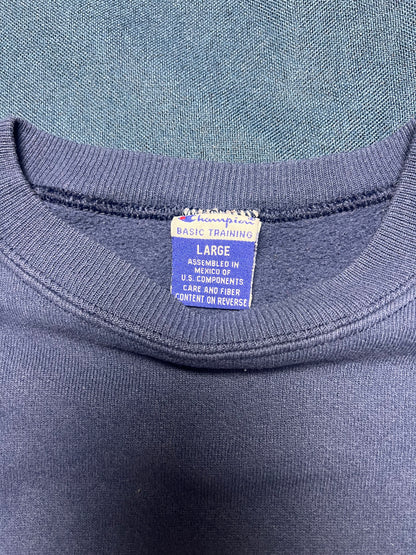 Champion
BASIC TRAINING
LARGE
ASSEMBLED IN
MEXICO OF
U.S. COMPONENTS
CARE AND FIBER
CONTENT ON REVERSE